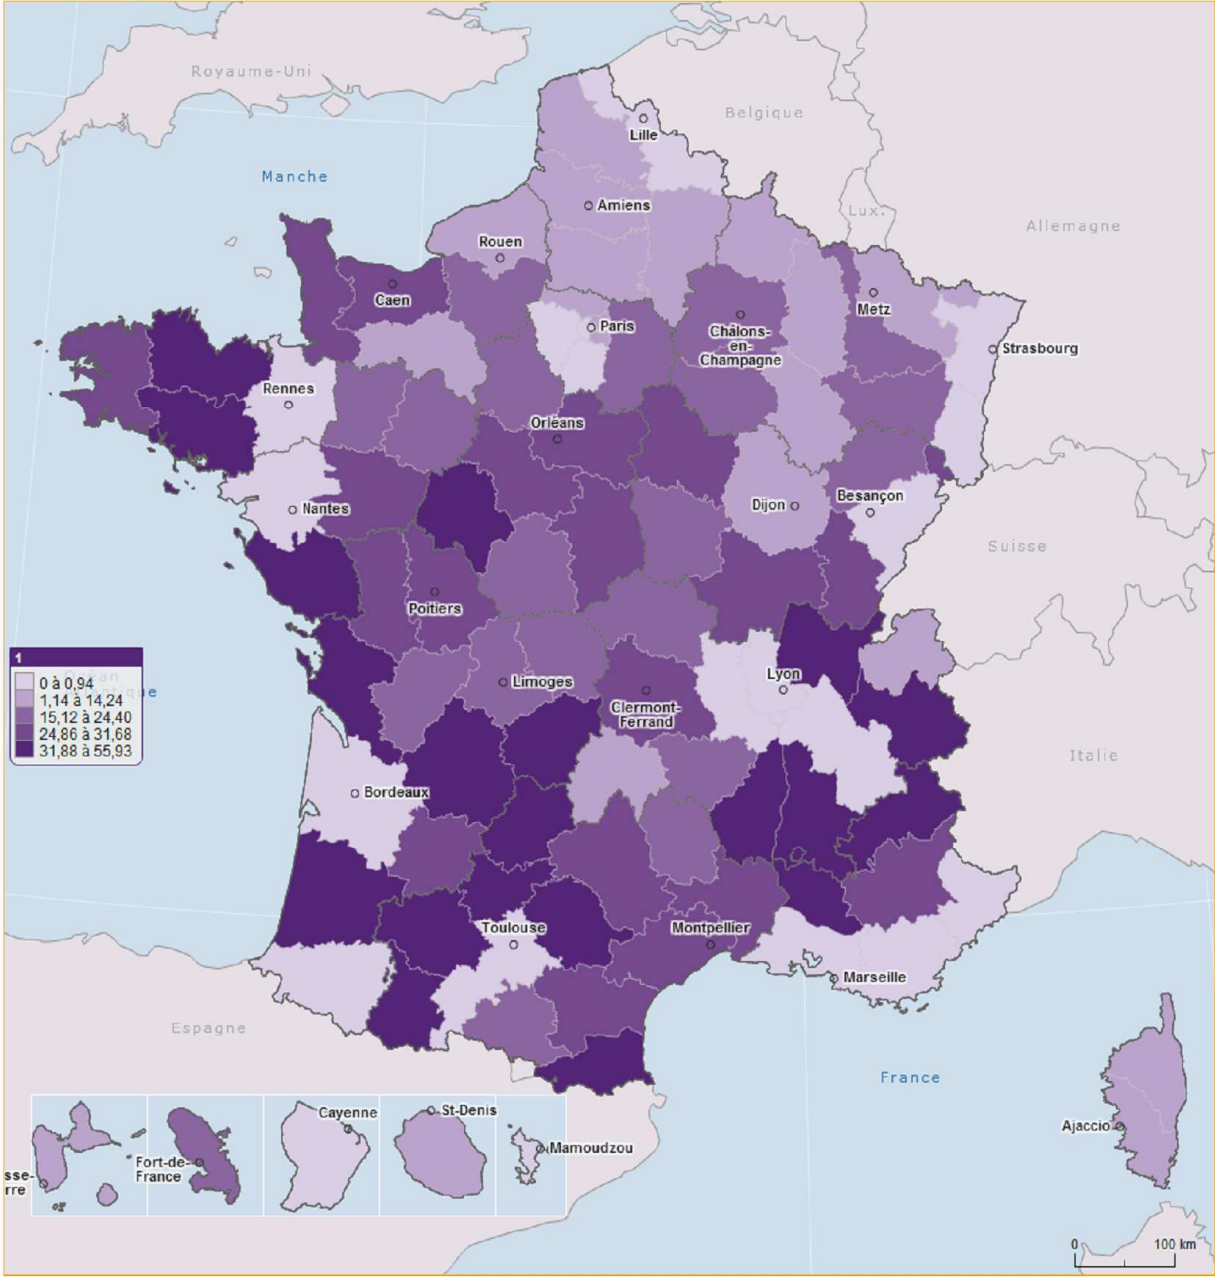 Royaume-Uni
Belgique
Lille
Manche
Amiens
Lux.
Allemagne
Rouen
Caen
Metz
Paris
Châlons-
en-
Champagne
Strasbourg
Rennes
Orléans
Nantes
Dijon
Besançon
Suisse
Poitiers
1
0 à 0,94
1,14 à 14,24
15,12 à 24,40
24,86 à 31,68
31,88 à 55,93
Limoges
Clermont-
Ferrand
Lyon
Italie
Bordeaux
Toulouse
Montpellier
Marseille
Espagne
France
Ajaccio
sse-
rre
Fort-de-
France
Cayenne
St-Denis
Mamoudzou
0 100 km